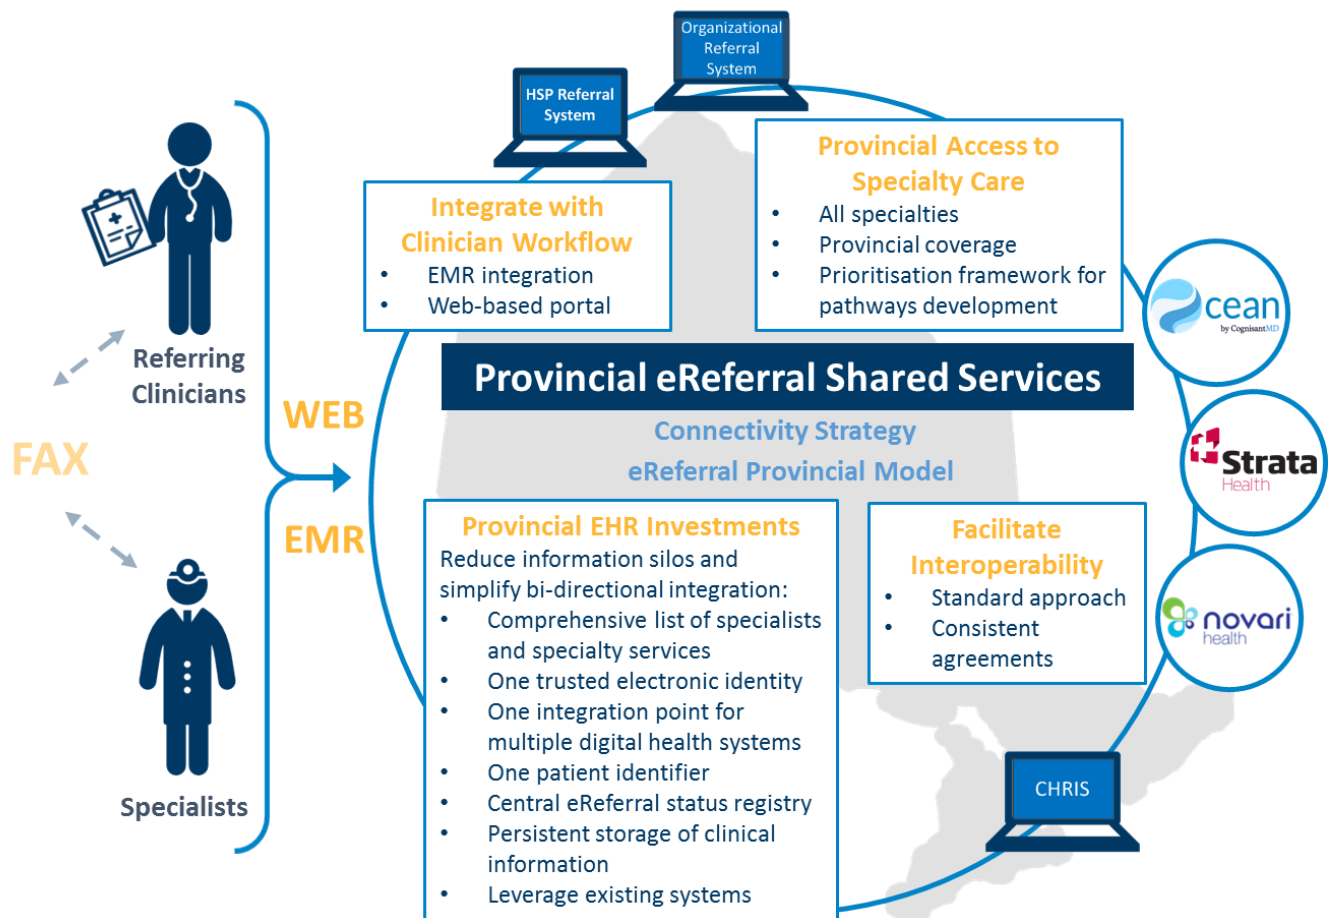 Organizational
Referral
System
HSP Referral
System
Provincial Access to
Specialty Care
• All specialties
• Provincial coverage
• Prioritisation framework for
pathways development
Integrate with
Clinician Workflow
• EMR integration
• Web-based portal
Referring
Clinicians
WEB
FAX
EMR
Specialists
Provincial eReferral Shared Services
Connectivity Strategy
eReferral Provincial Model
Provincial EHR Investments
Reduce information silos and
simplify bi-directional integration:
• Comprehensive list of specialists
and specialty services
• One trusted electronic identity
• One integration point for
multiple digital health systems
• One patient identifier
• Central eReferral status registry
• Persistent storage of clinical
information
• Leverage existing systems
Facilitate
Interoperability
• Standard approach
• Consistent
agreements
cean
by CognisantMD
Strata
Health
novari
health
CHRIS